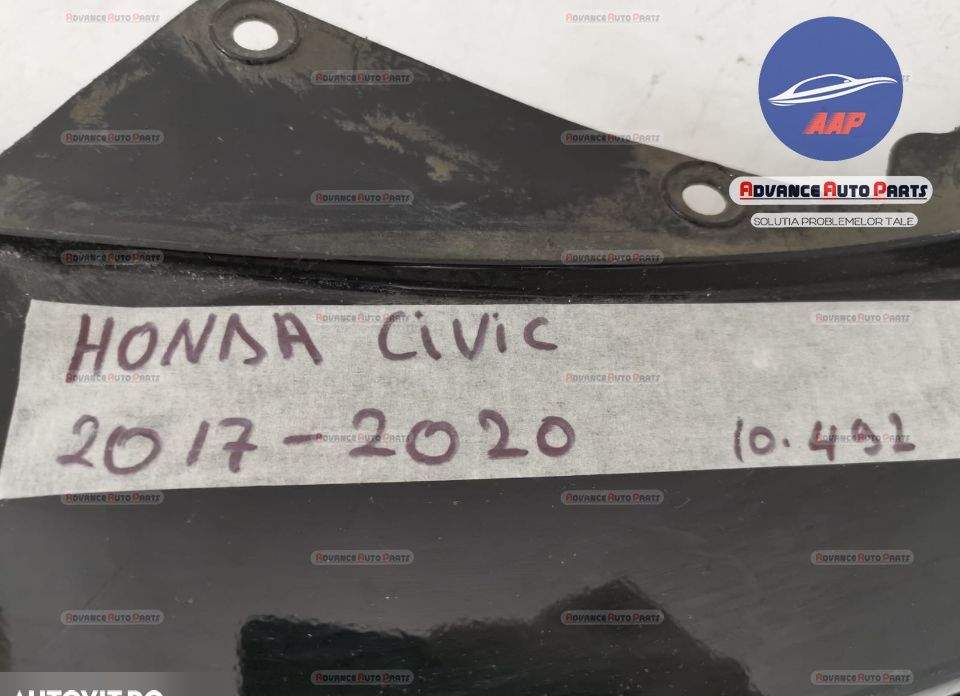 AAP
ADVANCE AUTO PARTS
SOLUTIA PROBLEMELOR TALE
HONDA CIVIC
2017-2020 10.492